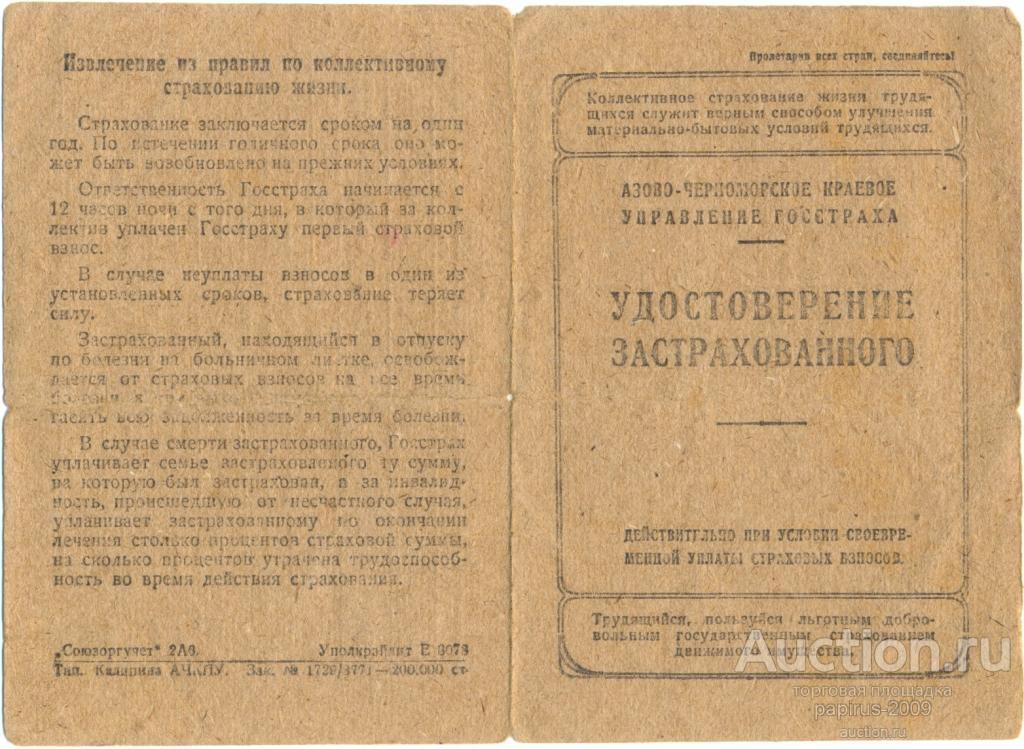 Извлечение из правил по коллективному
страхованию жизни.
Страхование заключается сроком на один
год. По истечении годичного срока оно мо-
жет быть возобновлено на прежних условиях.
Ответственность Госстраха начинается с
12 часов ночи с того дня, в который за кол-
лектив уплачен Госстраху первый страховой
взнос.
В случае неуплаты взносов в один из
установленных сроков, страхование теряет
силу.
Застрахованный, находящийся в отпуску
по болезни на больничном листке, освобож-
дается от страховых взносов на все время
болезни
гасить всю задолженность за время болезни.
В случае смерти застрахованного, Госстрах
уплачивает семье застрахованного ту сумму,
на которую был застрахован, а за инвалид-
ность, происшедшую от несчастного случая,
уплачивает застрахованному по окончании
лечения столько процентов страховой суммы,
на сколько процентов утрачена трудоспособ-
ность во время действия страхования.
„Союзоргучет" 2А6. Уполкрайлит Е 6073
Тип. Калинина АЧККПУ. Зак. № 1729/3771—200.000 ст-
Пролетарии всех стран, соединяйтесь!
Коллективное страхование жизни трудя-
щихся служит верным способом улучшения
материально-бытовых условий трудящихся.
АЗОВО-ЧЕРНОМОРСКОЕ КРАЕВОЕ
УПРАВЛЕНИЕ ГОССТРАХА
УДОСТОВЕРЕНИЕ
ЗАСТРАХОВАННОГО
ДЕЙСТВИТЕЛЬНО ПРИ УСЛОВИИ СВОЕВРЕ-
МЕННОЙ УПЛАТЫ СТРАХОВЫХ ВЗНОСОВ.
Трудящийся, пользуйся льготным добро-
вольным государственным страхованием
движимого имущества.
Auction.ru
торговая площадка
papirus-2009
auction.ru